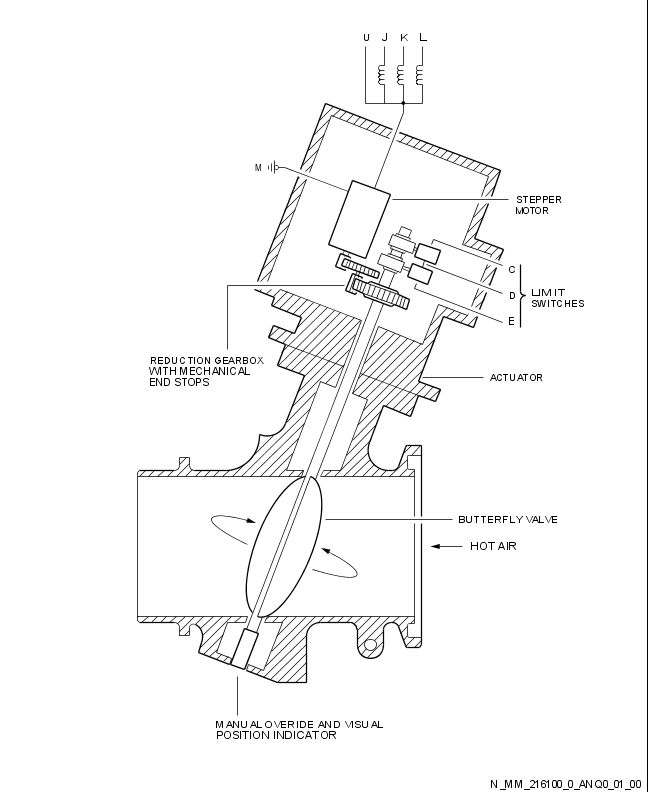 U J K L
M
STEPPER
MOTOR
C
D
E
LIMIT
SWITCHES
REDUCTION GEARBOX
WITH MECHANICAL
END STOPS
ACTUATOR
BUTTERFLY VALVE
HOT AIR
MANUAL OVERIDE AND VISUAL
POSITION INDICATOR
N_MM_216100_0_ANQ0_01_00